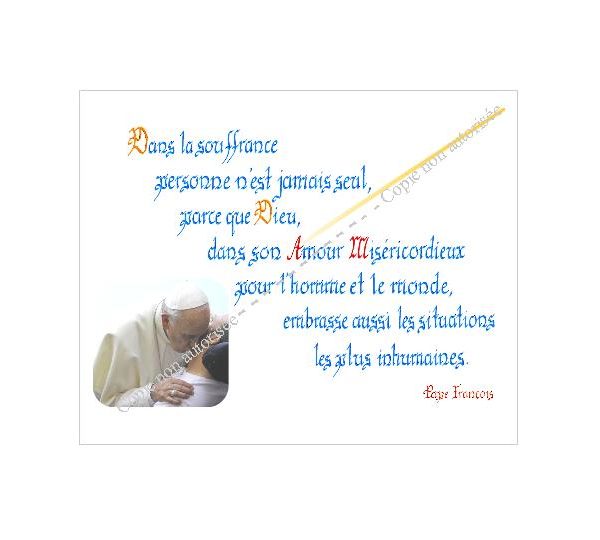 Dans la souffrance
personne n'est jamais seul,
parce que Dieu,
dans son Amour Miséricordieux
pour l'homme et le monde,
embrasse aussi les situations
les plus inhumaines.
Pape François
Copie non autorisée - - - - - - - - Copie non autorisée